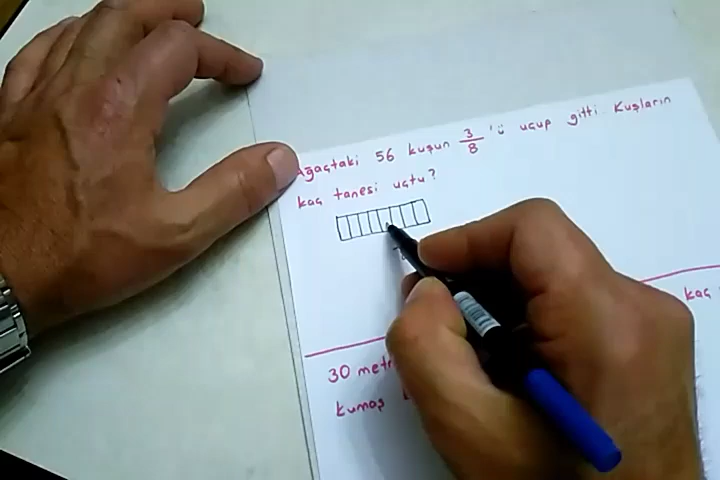 Ağaçtaki 56 kuşun 3/8 'ü uçup gitti. Kuşların
kaç tanesi uçtu?
kaç
30 metr
kumaş